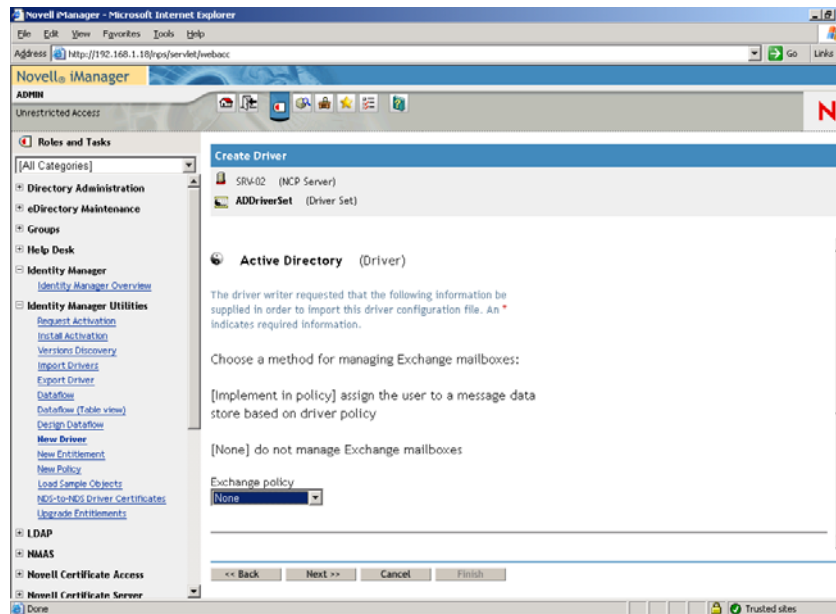 Novell iManager - Microsoft Internet Explorer
File Edit View Favorites Tools Help
Address http://192.168.1.18/nps/servlet/webacc Go Links
Novell® iManager
ADMIN
Unrestricted Access
N
Roles and Tasks
[All Categories]
Directory Administration
eDirectory Maintenance
Groups
Help Desk
Identity Manager
Identity Manager Overview
Identity Manager Utilities
Request Activation
Install Activation
Versions Discovery
Import Drivers
Export Driver
Dataflow
Dataflow (Table view)
Design Dataflow
New Driver
New Entitlement
New Policy
Load Sample Objects
NDS-to-NDS Driver Certificates
Upgrade Entitlements
LDAP
NMAS
Novell Certificate Access
Novell Certificate Server
Create Driver
SRV-02 (NCP Server)
ADDriverSet (Driver Set)
Active Directory (Driver)
The driver writer requested that the following information be
supplied in order to import this driver configuration file. An *
indicates required information.
Choose a method for managing Exchange mailboxes:
[Implement in policy] assign the user to a message data
store based on driver policy
[None] do not manage Exchange mailboxes
Exchange policy
None
<< Back Next >> Cancel Finish
Done Trusted sites